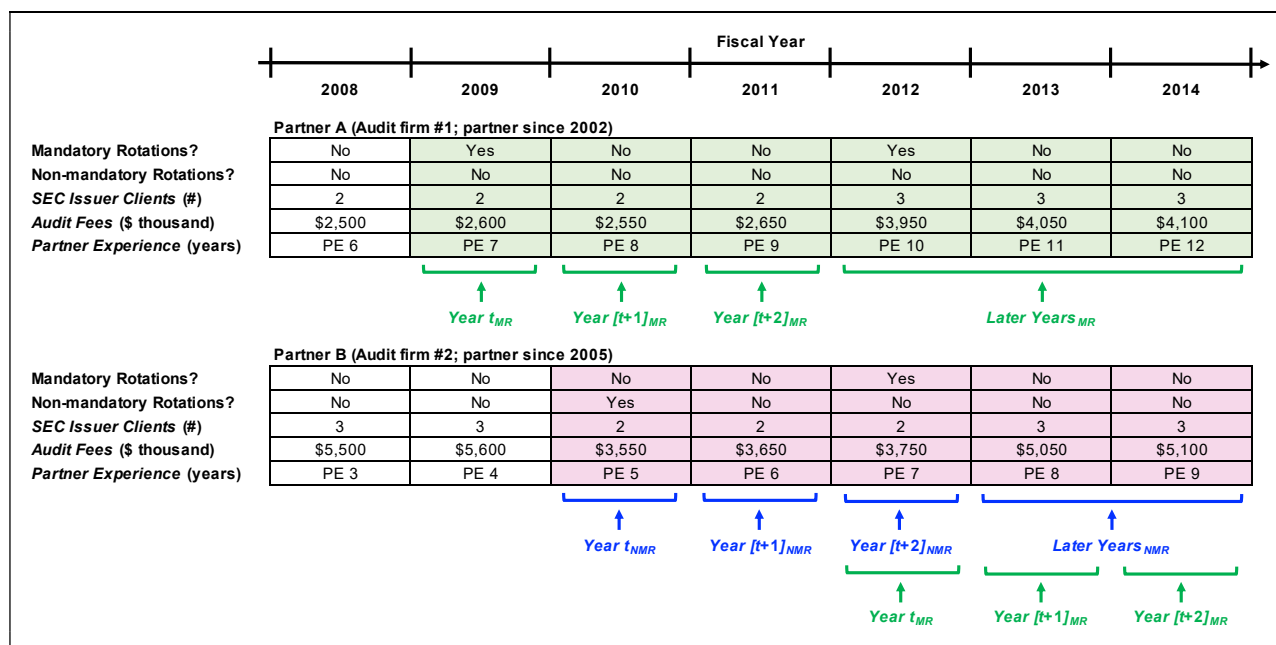 Fiscal Year
2008 2009 2010 2011 2012 2013 2014
Partner A (Audit firm #1; partner since 2002)
Mandatory Rotations? No Yes No No Yes No No
Non-mandatory Rotations? No No No No No No No
SEC Issuer Clients (#) 2 2 2 2 3 3 3
Audit Fees ($ thousand) $2,500 $2,600 $2,550 $2,650 $3,950 $4,050 $4,100
Partner Experience (years) PE 6 PE 7 PE 8 PE 9 PE 10 PE 11 PE 12
Year tMR Year [t+1]MR Year [t+2]MR Later YearsMR
Partner B (Audit firm #2; partner since 2005)
Mandatory Rotations? No No No No Yes No No
Non-mandatory Rotations? No No Yes No No No No
SEC Issuer Clients (#) 3 3 2 2 2 3 3
Audit Fees ($ thousand) $5,500 $5,600 $3,550 $3,650 $3,750 $5,050 $5,100
Partner Experience (years) PE 3 PE 4 PE 5 PE 6 PE 7 PE 8 PE 9
Year tNMR Year [t+1]NMR Year [t+2]NMR Later YearsNMR
Year tMR Year [t+1]MR Year [t+2]MR